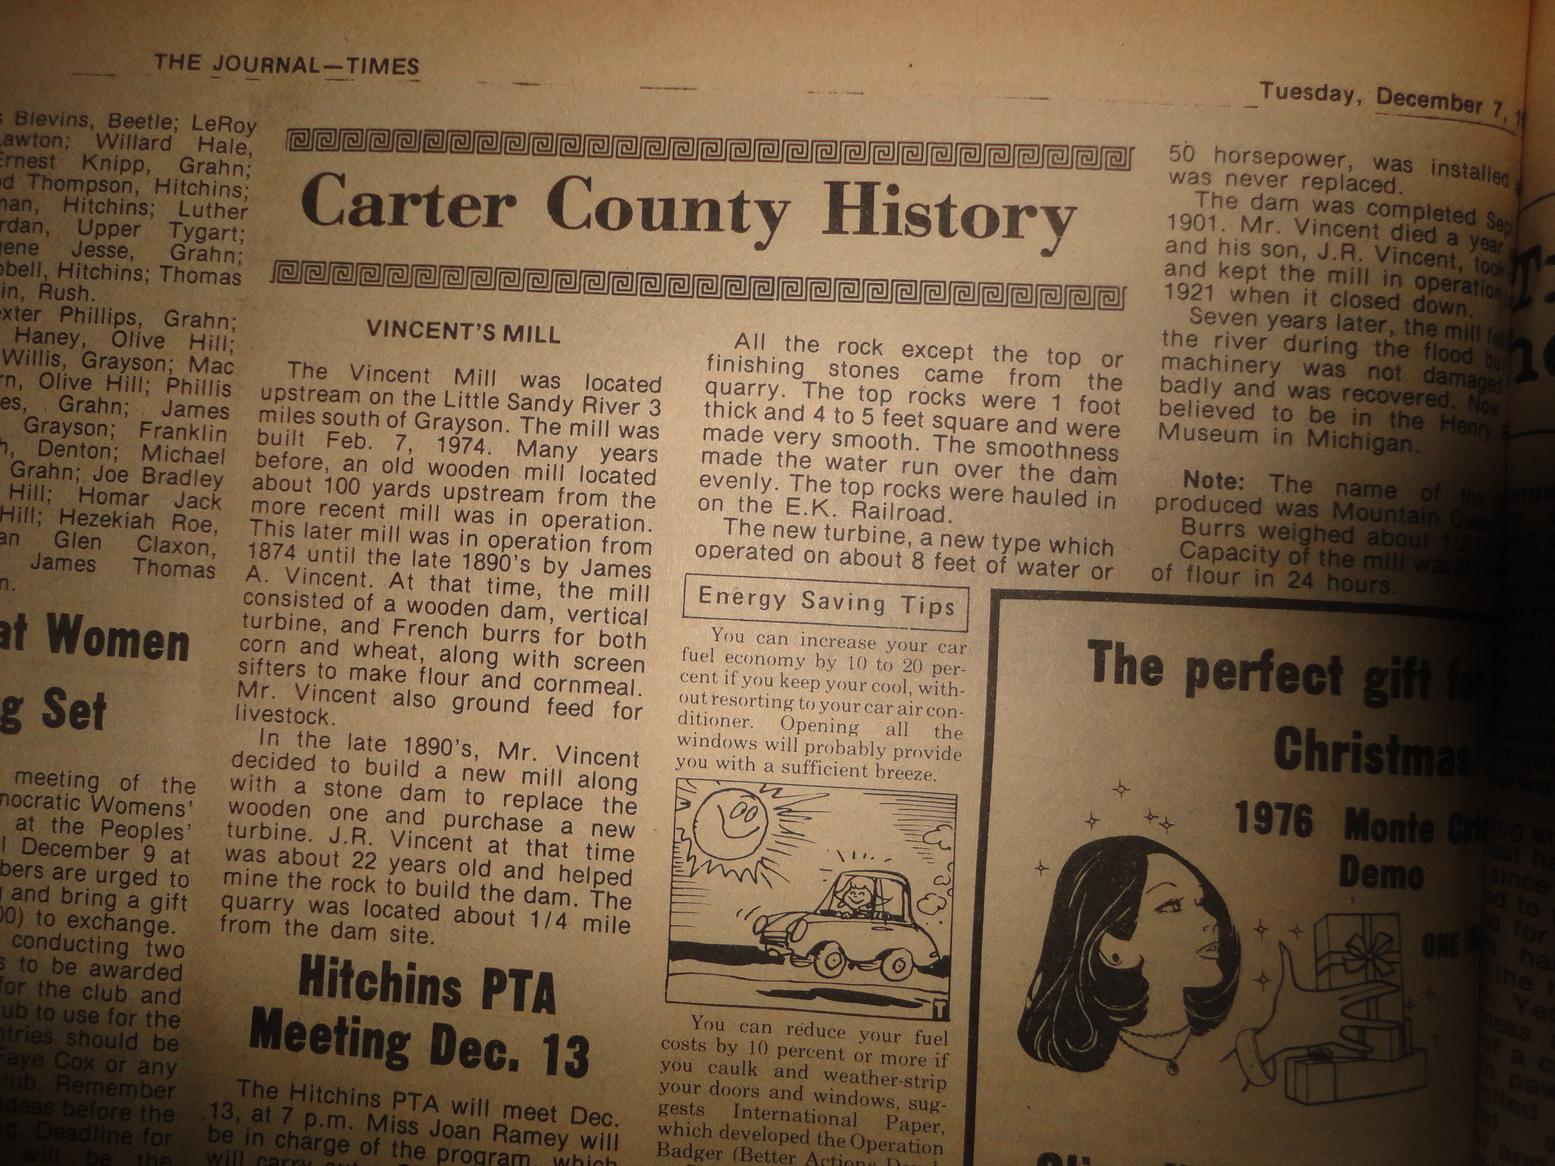 THE JOURNAL—TIMES
Tuesday, December 7,
Blevins, Beetle; LeRoy
Willard Hale,
Knipp, Grahn;
Thompson, Hitchins;
Hitchins; Luther
Upper Tygart;
Jesse, Grahn;
Hitchins; Thomas
Rush.
Phillips, Grahn;
Haney, Olive Hill;
Willis, Grayson; Mac
Olive Hill; Phillis
Grahn; James
Grayson; Franklin
Denton; Michael
Grahn; Joe Bradley
Hill; Homar Jack
Hill; Hezekiah Roe,
Glen Claxon,
James Thomas
Women
Set
meeting of the
Womens'
at the Peoples'
December 9 at
are urged to
and bring a gift
to exchange.
conducting two
to be awarded
for the club and
to use for the
should be
Faye Cox or any
Remember
before the
Deadline for
will be the
Carter County History
VINCENT'S MILL
The Vincent Mill was located
upstream on the Little Sandy River 3
miles south of Grayson. The mill was
built Feb. 7, 1974. Many years
before, an old wooden mill located
about 100 yards upstream from the
more recent mill was in operation.
This later mill was in operation from
1874 until the late 1890's by James
A. Vincent. At that time, the mill
consisted of a wooden dam, vertical
turbine, and French burrs for both
corn and wheat, along with screen
sifters to make flour and cornmeal.
Mr. Vincent also ground feed for
livestock.
In the late 1890's, Mr. Vincent
decided to build a new mill along
with a stone dam to replace the
wooden one and purchase a new
turbine. J.R. Vincent at that time
was about 22 years old and helped
mine the rock to build the dam. The
quarry was located about 1/4 mile
from the dam site.
Hitchins PTA
Meeting Dec. 13
The Hitchins PTA will meet Dec.
13, at 7 p.m. Miss Joan Ramey will
be in charge of the program, which
will carry
All the rock except the top or
finishing stones came from the
quarry. The top rocks were 1 foot
thick and 4 to 5 feet square and were
made very smooth. The smoothness
made the water run over the dam
evenly. The top rocks were hauled in
on the E.K. Railroad.
The new turbine, a new type which
operated on about 8 feet of water or
Energy Saving Tips
You can increase your car
fuel economy by 10 to 20 per-
cent if you keep your cool, with-
out resorting to your car air con-
ditioner. Opening all the
windows will probably provide
you with a sufficient breeze.
You can reduce your fuel
costs by 10 percent or more if
you caulk and weather-strip
your doors and windows, sug-
gests International Paper,
which developed the Operation
Badger (Better
50 horsepower, was installed
was never replaced.
The dam was completed
1901. Mr. Vincent died a year
and his son, J.R. Vincent, took
and kept the mill in operation
1921 when it closed down.
Seven years later, the mill
the river during the flood but
machinery was not damaged
badly and was recovered. Now
believed to be in the Henry
Museum in Michigan.
Note: The name of the
produced was Mountain
Burrs weighed about
Capacity of the mill was
of flour in 24 hours.
The perfect gift
Christmas
1976 Monte
Demo
ONE